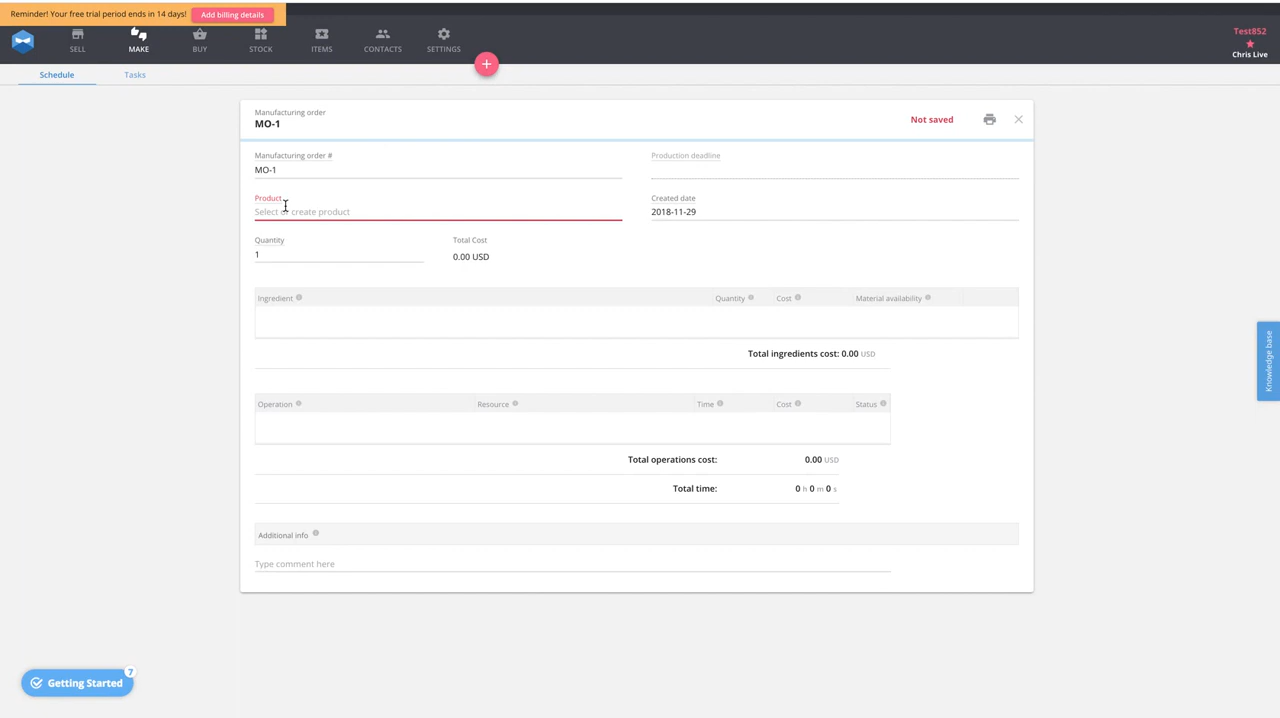 Reminder! Your free trial period ends in 14 days! Add billing details
SELL MAKE BUY STOCK ITEMS CONTACTS SETTINGS
Test852
Chris Live
+
Schedule Tasks
Manufacturing order
MO-1
Not saved
Manufacturing order #
MO-1
Production deadline
Product
Select or create product
Created date
2018-11-29
Quantity
1
Total Cost
0.00 USD
Ingredient Quantity Cost Material availability
Total ingredients cost: 0.00 USD
Operation Resource Time Cost Status
Total operations cost: 0.00 USD
Total time: 0 h 0 m 0 s
Additional info
Type comment here
Knowledge base
Getting Started
7